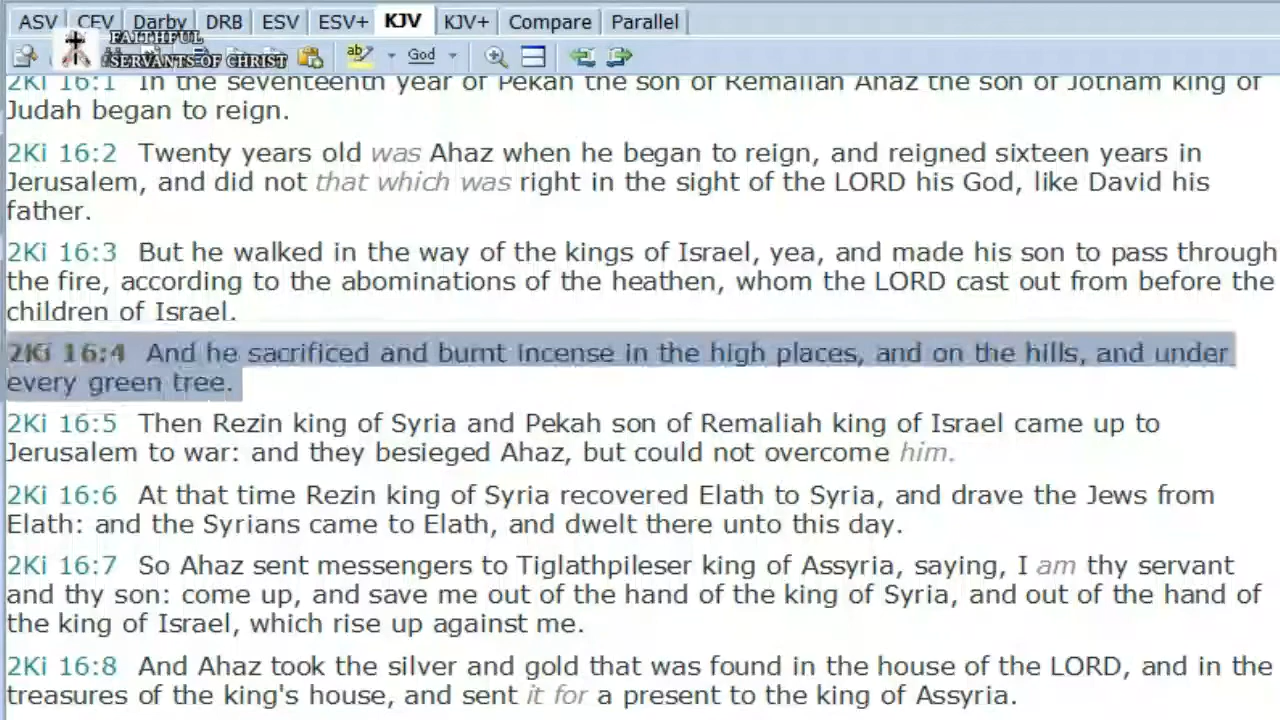 ASV CEV Darby DRB ESV ESV+ KJV KJV+ Compare Parallel
FAITHFUL
SERVANTS OF CHRIST
God
2Ki 16:1 In the seventeenth year of Pekah the son of Remaliah Ahaz the son of Jotham king of
Judah began to reign.
2Ki 16:2 Twenty years old was Ahaz when he began to reign, and reigned sixteen years in
Jerusalem, and did not that which was right in the sight of the LORD his God, like David his
father.
2Ki 16:3 But he walked in the way of the kings of Israel, yea, and made his son to pass through
the fire, according to the abominations of the heathen, whom the LORD cast out from before the
children of Israel.
2Ki 16:4 And he sacrificed and burnt incense in the high places, and on the hills, and under
every green tree.
2Ki 16:5 Then Rezin king of Syria and Pekah son of Remaliah king of Israel came up to
Jerusalem to war: and they besieged Ahaz, but could not overcome him.
2Ki 16:6 At that time Rezin king of Syria recovered Elath to Syria, and drave the Jews from
Elath: and the Syrians came to Elath, and dwelt there unto this day.
2Ki 16:7 So Ahaz sent messengers to Tiglathpileser king of Assyria, saying, I am thy servant
and thy son: come up, and save me out of the hand of the king of Syria, and out of the hand of
the king of Israel, which rise up against me.
2Ki 16:8 And Ahaz took the silver and gold that was found in the house of the LORD, and in the
treasures of the king's house, and sent it for a present to the king of Assyria.